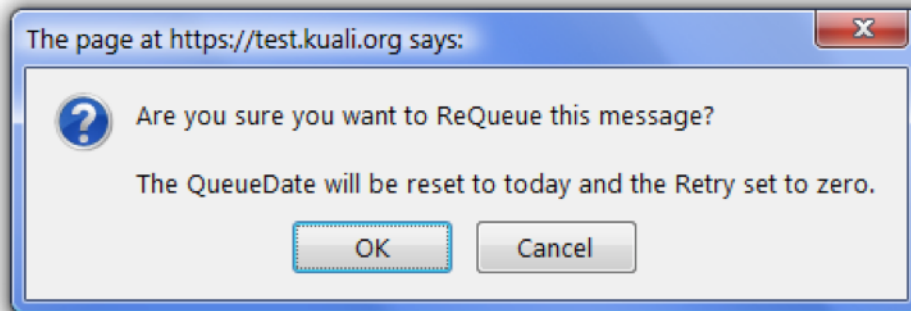 The page at https://test.kuali.org says:
Are you sure you want to ReQueue this message?
The QueueDate will be reset to today and the Retry set to zero.
OK
Cancel